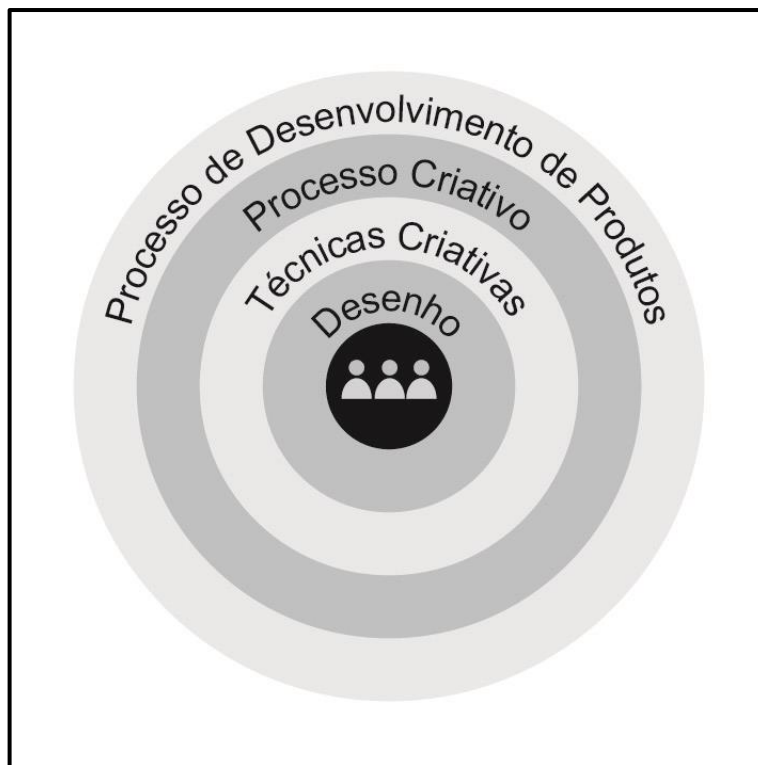 Processo de Desenvolvimento de Produtos
Processo Criativo
Técnicas Criativas
Desenho